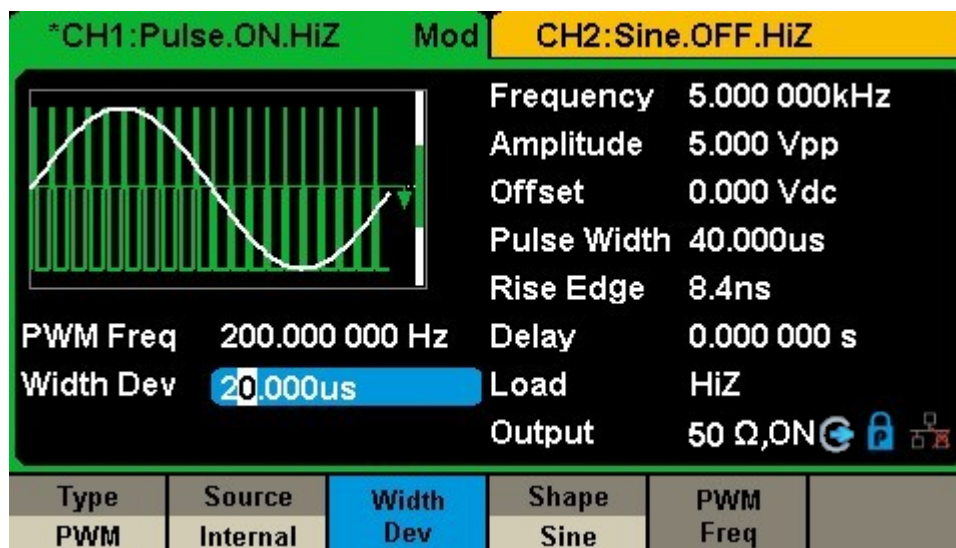 *CH1:Pulse.ON.HiZ Mod
CH2:Sine.OFF.HiZ
Frequency 5.000 000kHz
Amplitude 5.000 Vpp
Offset 0.000 Vdc
Pulse Width 40.000us
Rise Edge 8.4ns
PWM Freq 200.000 000 Hz
Delay 0.000 000 s
Width Dev 20.000us
Load HiZ
Output 50 Ω,ON
P
Type
PWM
Source
Internal
Width
Dev
Shape
Sine
PWM
Freq